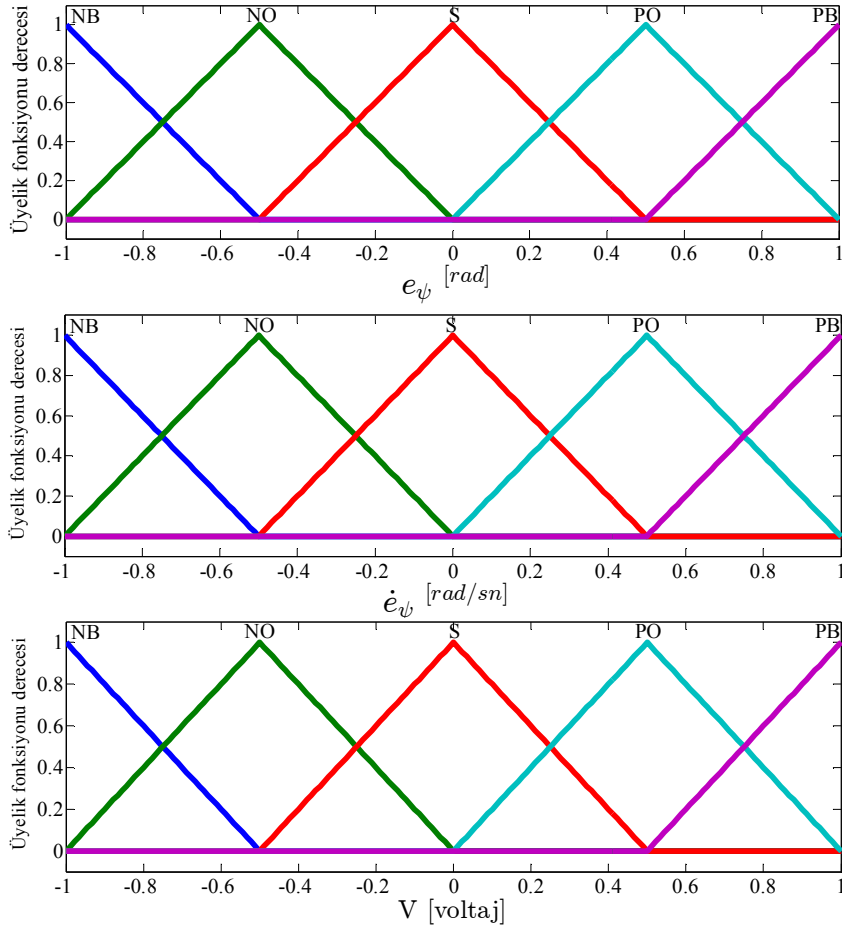 NB NO S PO PB
1
0.8
0.6
0.4
0.2
0
Üyelik fonksiyonu derecesi
-1 -0.8 -0.6 -0.4 -0.2 0 0.2 0.4 0.6 0.8 1
e_ψ [rad]
NB NO S PO PB
1
0.8
0.6
0.4
0.2
0
Üyelik fonksiyonu derecesi
-1 -0.8 -0.6 -0.4 -0.2 0 0.2 0.4 0.6 0.8 1
ė_ψ [rad/sn]
NB NO S PO PB
1
0.8
0.6
0.4
0.2
0
Üyelik fonksiyonu derecesi
-1 -0.8 -0.6 -0.4 -0.2 0 0.2 0.4 0.6 0.8 1
V [voltaj]